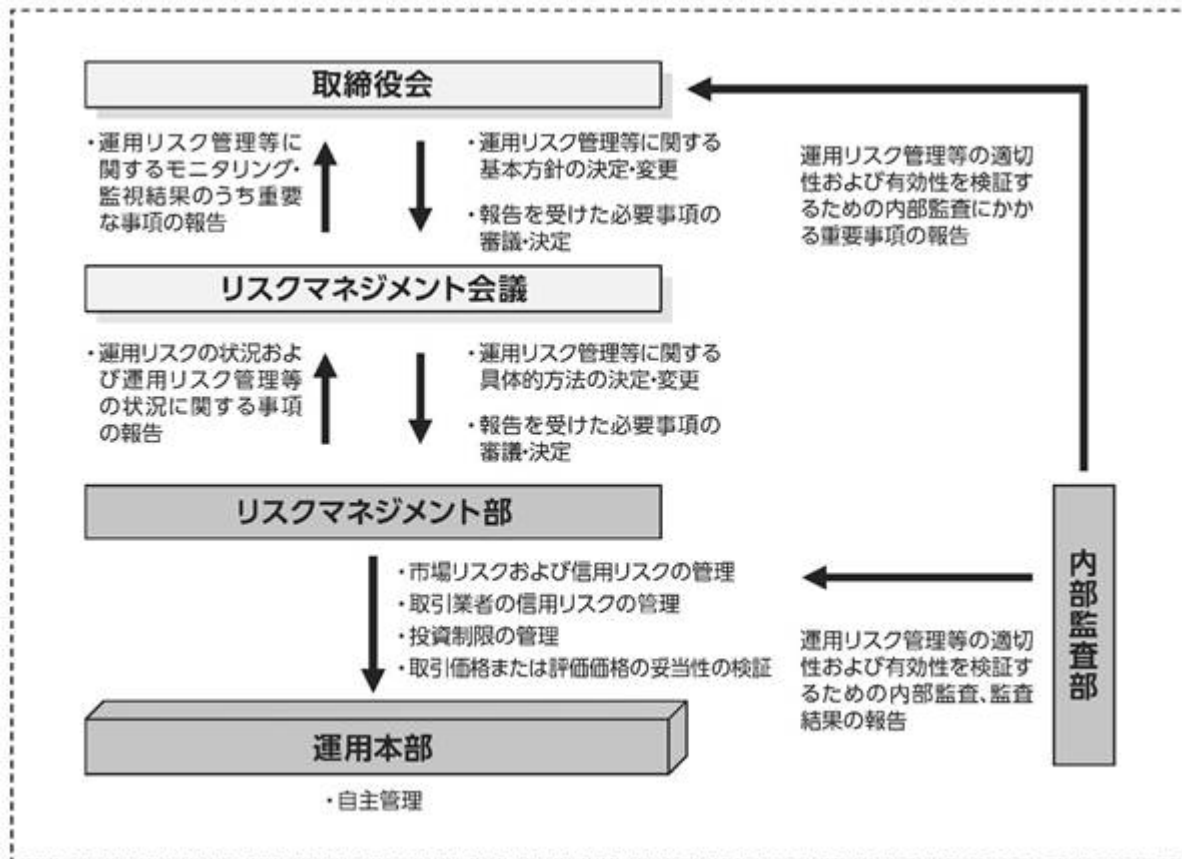 取締役会
・運用リスク管理等に
関するモニタリング・
監視結果のうち重要
な事項の報告
・運用リスク管理等に関する
基本方針の決定・変更
・報告を受けた必要事項の
審議・決定
運用リスク管理等の適切
性および有効性を検証す
るための内部監査にかか
る重要事項の報告
リスクマネジメント会議
・運用リスクの状況およ
び運用リスク管理等
の状況に関する事項
の報告
・運用リスク管理等に関する
具体的方法の決定・変更
・報告を受けた必要事項の
審議・決定
リスクマネジメント部
・市場リスクおよび信用リスクの管理
・取引業者の信用リスクの管理
・投資制限の管理
・取引価格または評価価格の妥当性の検証
内部監査部
運用リスク管理等の適切
性および有効性を検証す
るための内部監査、監査
結果の報告
運用本部
・自主管理